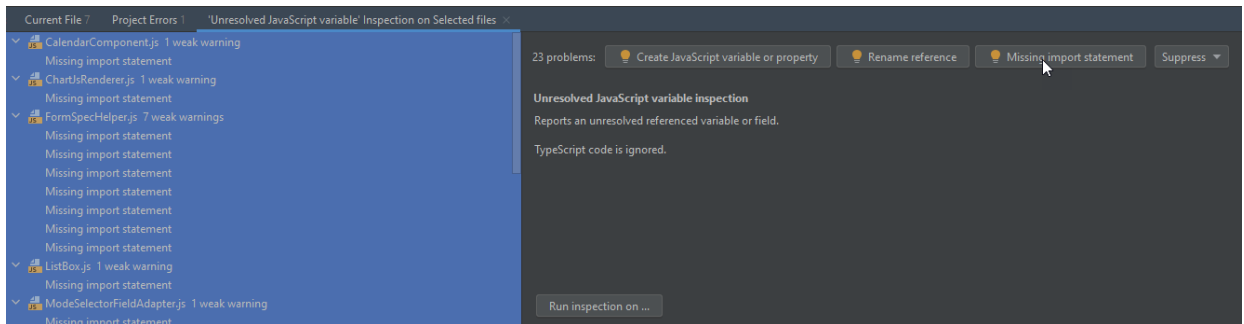 Current File 7 Project Errors 1 'Unresolved JavaScript variable' Inspection on Selected files
CalendarComponent.js 1 weak warning
Missing import statement
ChartJsRenderer.js 1 weak warning
Missing import statement
FormSpecHelper.js 7 weak warnings
Missing import statement
Missing import statement
Missing import statement
Missing import statement
Missing import statement
Missing import statement
Missing import statement
ListBox.js 1 weak warning
Missing import statement
ModeSelectorFieldAdapter.js 1 weak warning
Missing import statement
23 problems: Create JavaScript variable or property Rename reference Missing import statement Suppress
Unresolved JavaScript variable inspection
Reports an unresolved referenced variable or field.
TypeScript code is ignored.
Run inspection on ...